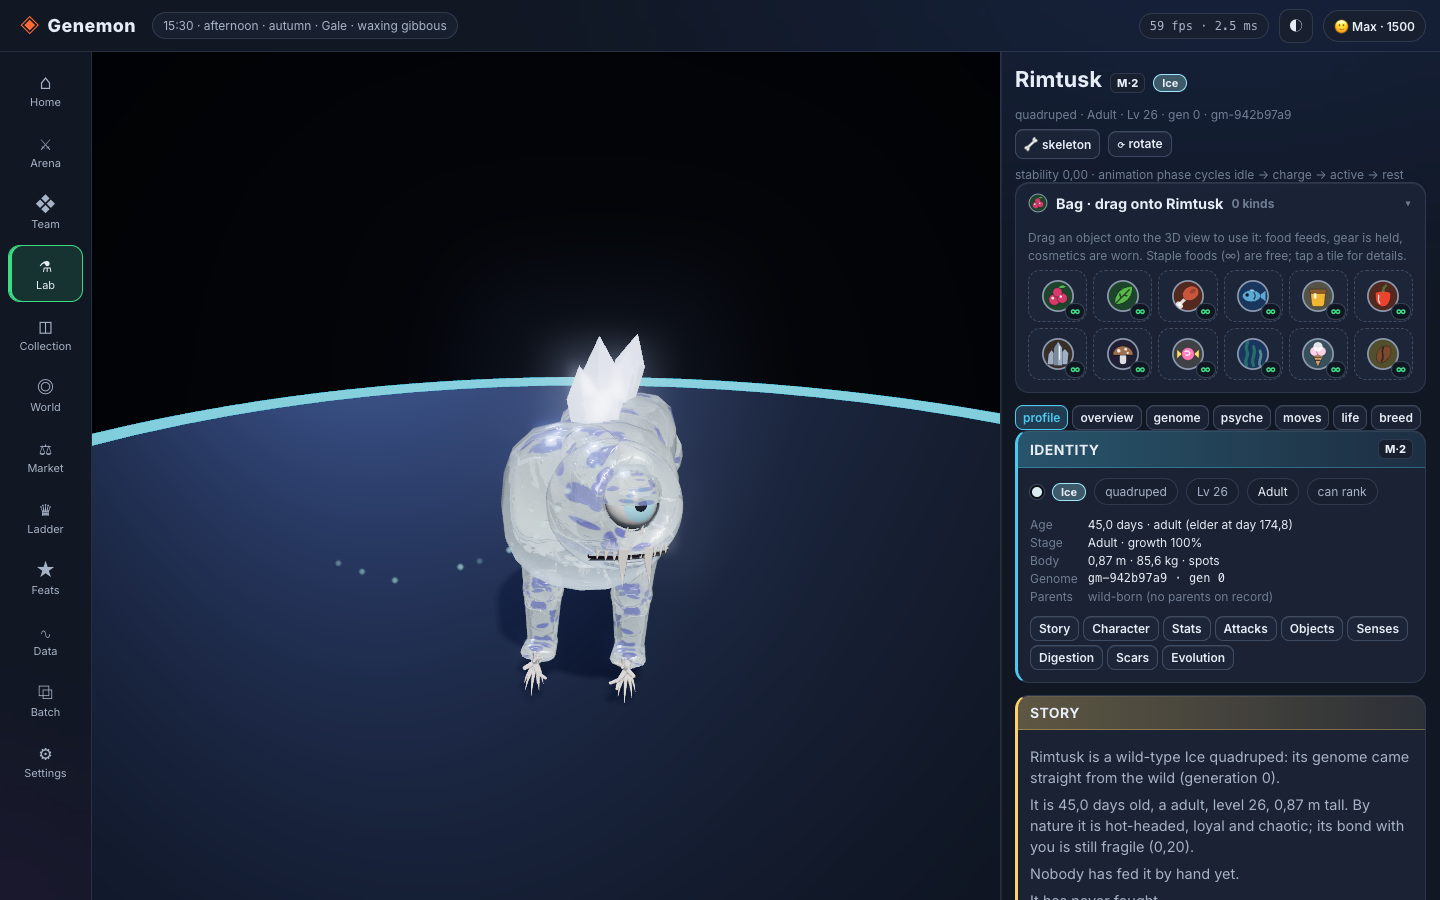 Genemon
15:30 · afternoon · autumn · Gale · waxing gibbous
59 fps · 2.5 ms
Max · 1500
Home
Arena
Team
Lab
Collection
World
Market
Ladder
Feats
Data
Batch
Settings
Rimtusk M·2 Ice
quadruped · Adult · Lv 26 · gen 0 · gm-942b97a9
skeleton
rotate
stability 0,00 · animation phase cycles idle → charge → active → rest
Bag · drag onto Rimtusk 0 kinds
Drag an object onto the 3D view to use it: food feeds, gear is held,
cosmetics are worn. Staple foods (∞) are free; tap a tile for details.
∞ ∞ ∞ ∞ ∞ ∞
∞ ∞ ∞ ∞ ∞ ∞
profile overview genome psyche moves life breed
IDENTITY M·2
Ice quadruped Lv 26 Adult can rank
Age 45,0 days · adult (elder at day 174,8)
Stage Adult · growth 100%
Body 0,87 m · 85,6 kg · spots
Genome gm-942b97a9 · gen 0
Parents wild-born (no parents on record)
Story Character Stats Attacks Objects Senses
Digestion Scars Evolution
STORY
Rimtusk is a wild-type Ice quadruped: its genome came
straight from the wild (generation 0).
It is 45,0 days old, a adult, level 26, 0,87 m tall. By
nature it is hot-headed, loyal and chaotic; its bond with
you is still fragile (0,20).
Nobody has fed it by hand yet.
It has never fought